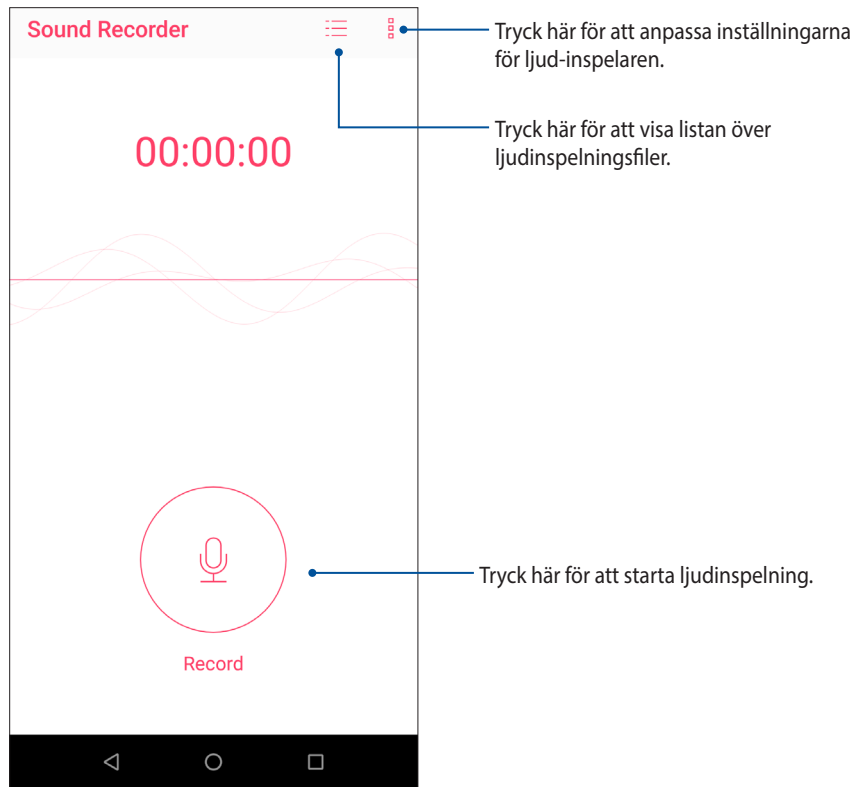 Sound Recorder
Tryck här för att anpassa inställningarna
för ljud-inspelaren.
Tryck här för att visa listan över
ljudinspelningsfiler.
00:00:00
Tryck här för att starta ljudinspelning.
Record